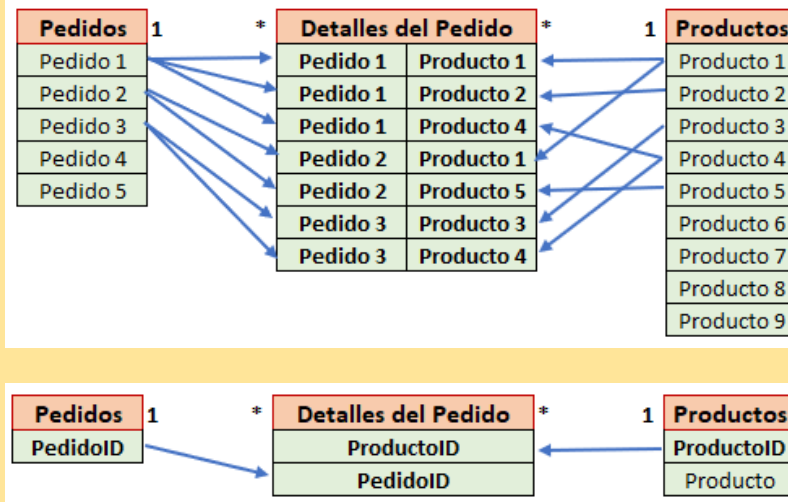 Pedidos 1 * Detalles del Pedido * 1 Productos
Pedido 1 Pedido 1 Producto 1 Producto 1
Pedido 2 Pedido 1 Producto 2 Producto 2
Pedido 3 Pedido 1 Producto 4 Producto 3
Pedido 4 Pedido 2 Producto 1 Producto 4
Pedido 5 Pedido 2 Producto 5 Producto 5
Pedido 3 Producto 3 Producto 6
Pedido 3 Producto 4 Producto 7
Producto 8
Producto 9
Pedidos 1 * Detalles del Pedido * 1 Productos
PedidoID ProductoID ProductoID
PedidoID Producto